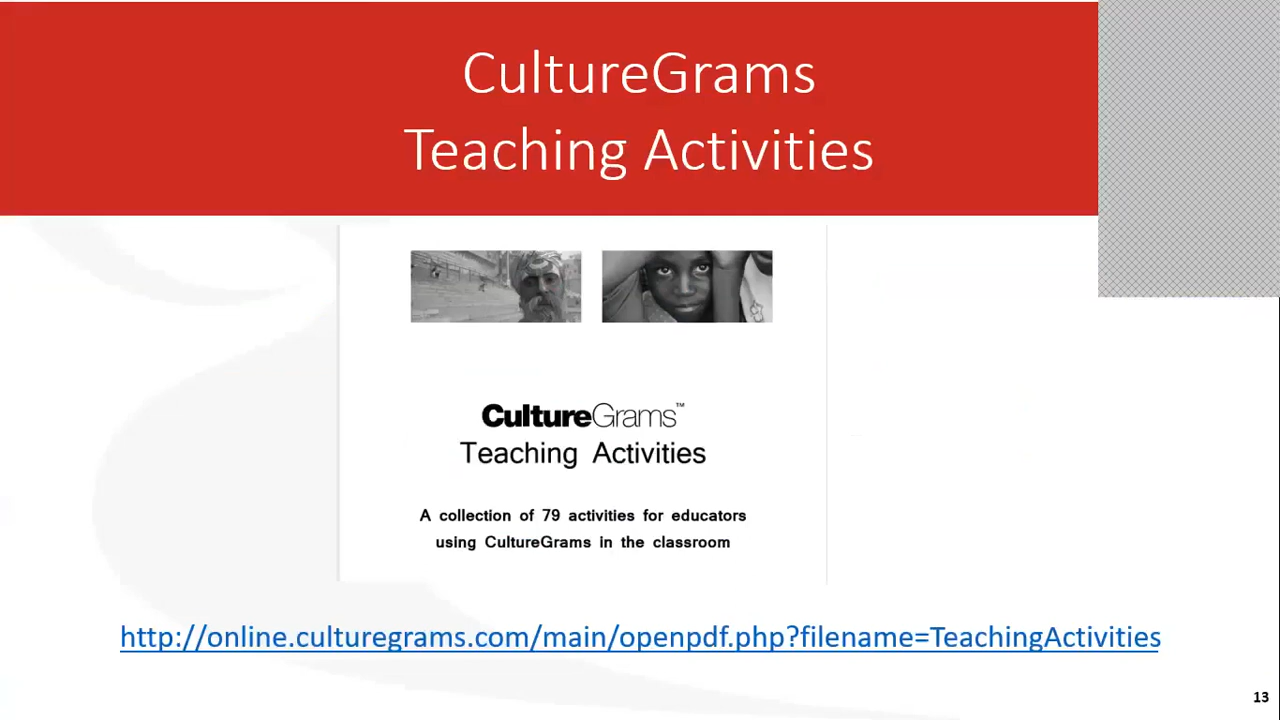 CultureGrams
Teaching Activities
CultureGrams™
Teaching Activities
A collection of 79 activities for educators
using CultureGrams in the classroom
http://online.culturegrams.com/main/openpdf.php?filename=TeachingActivities
13